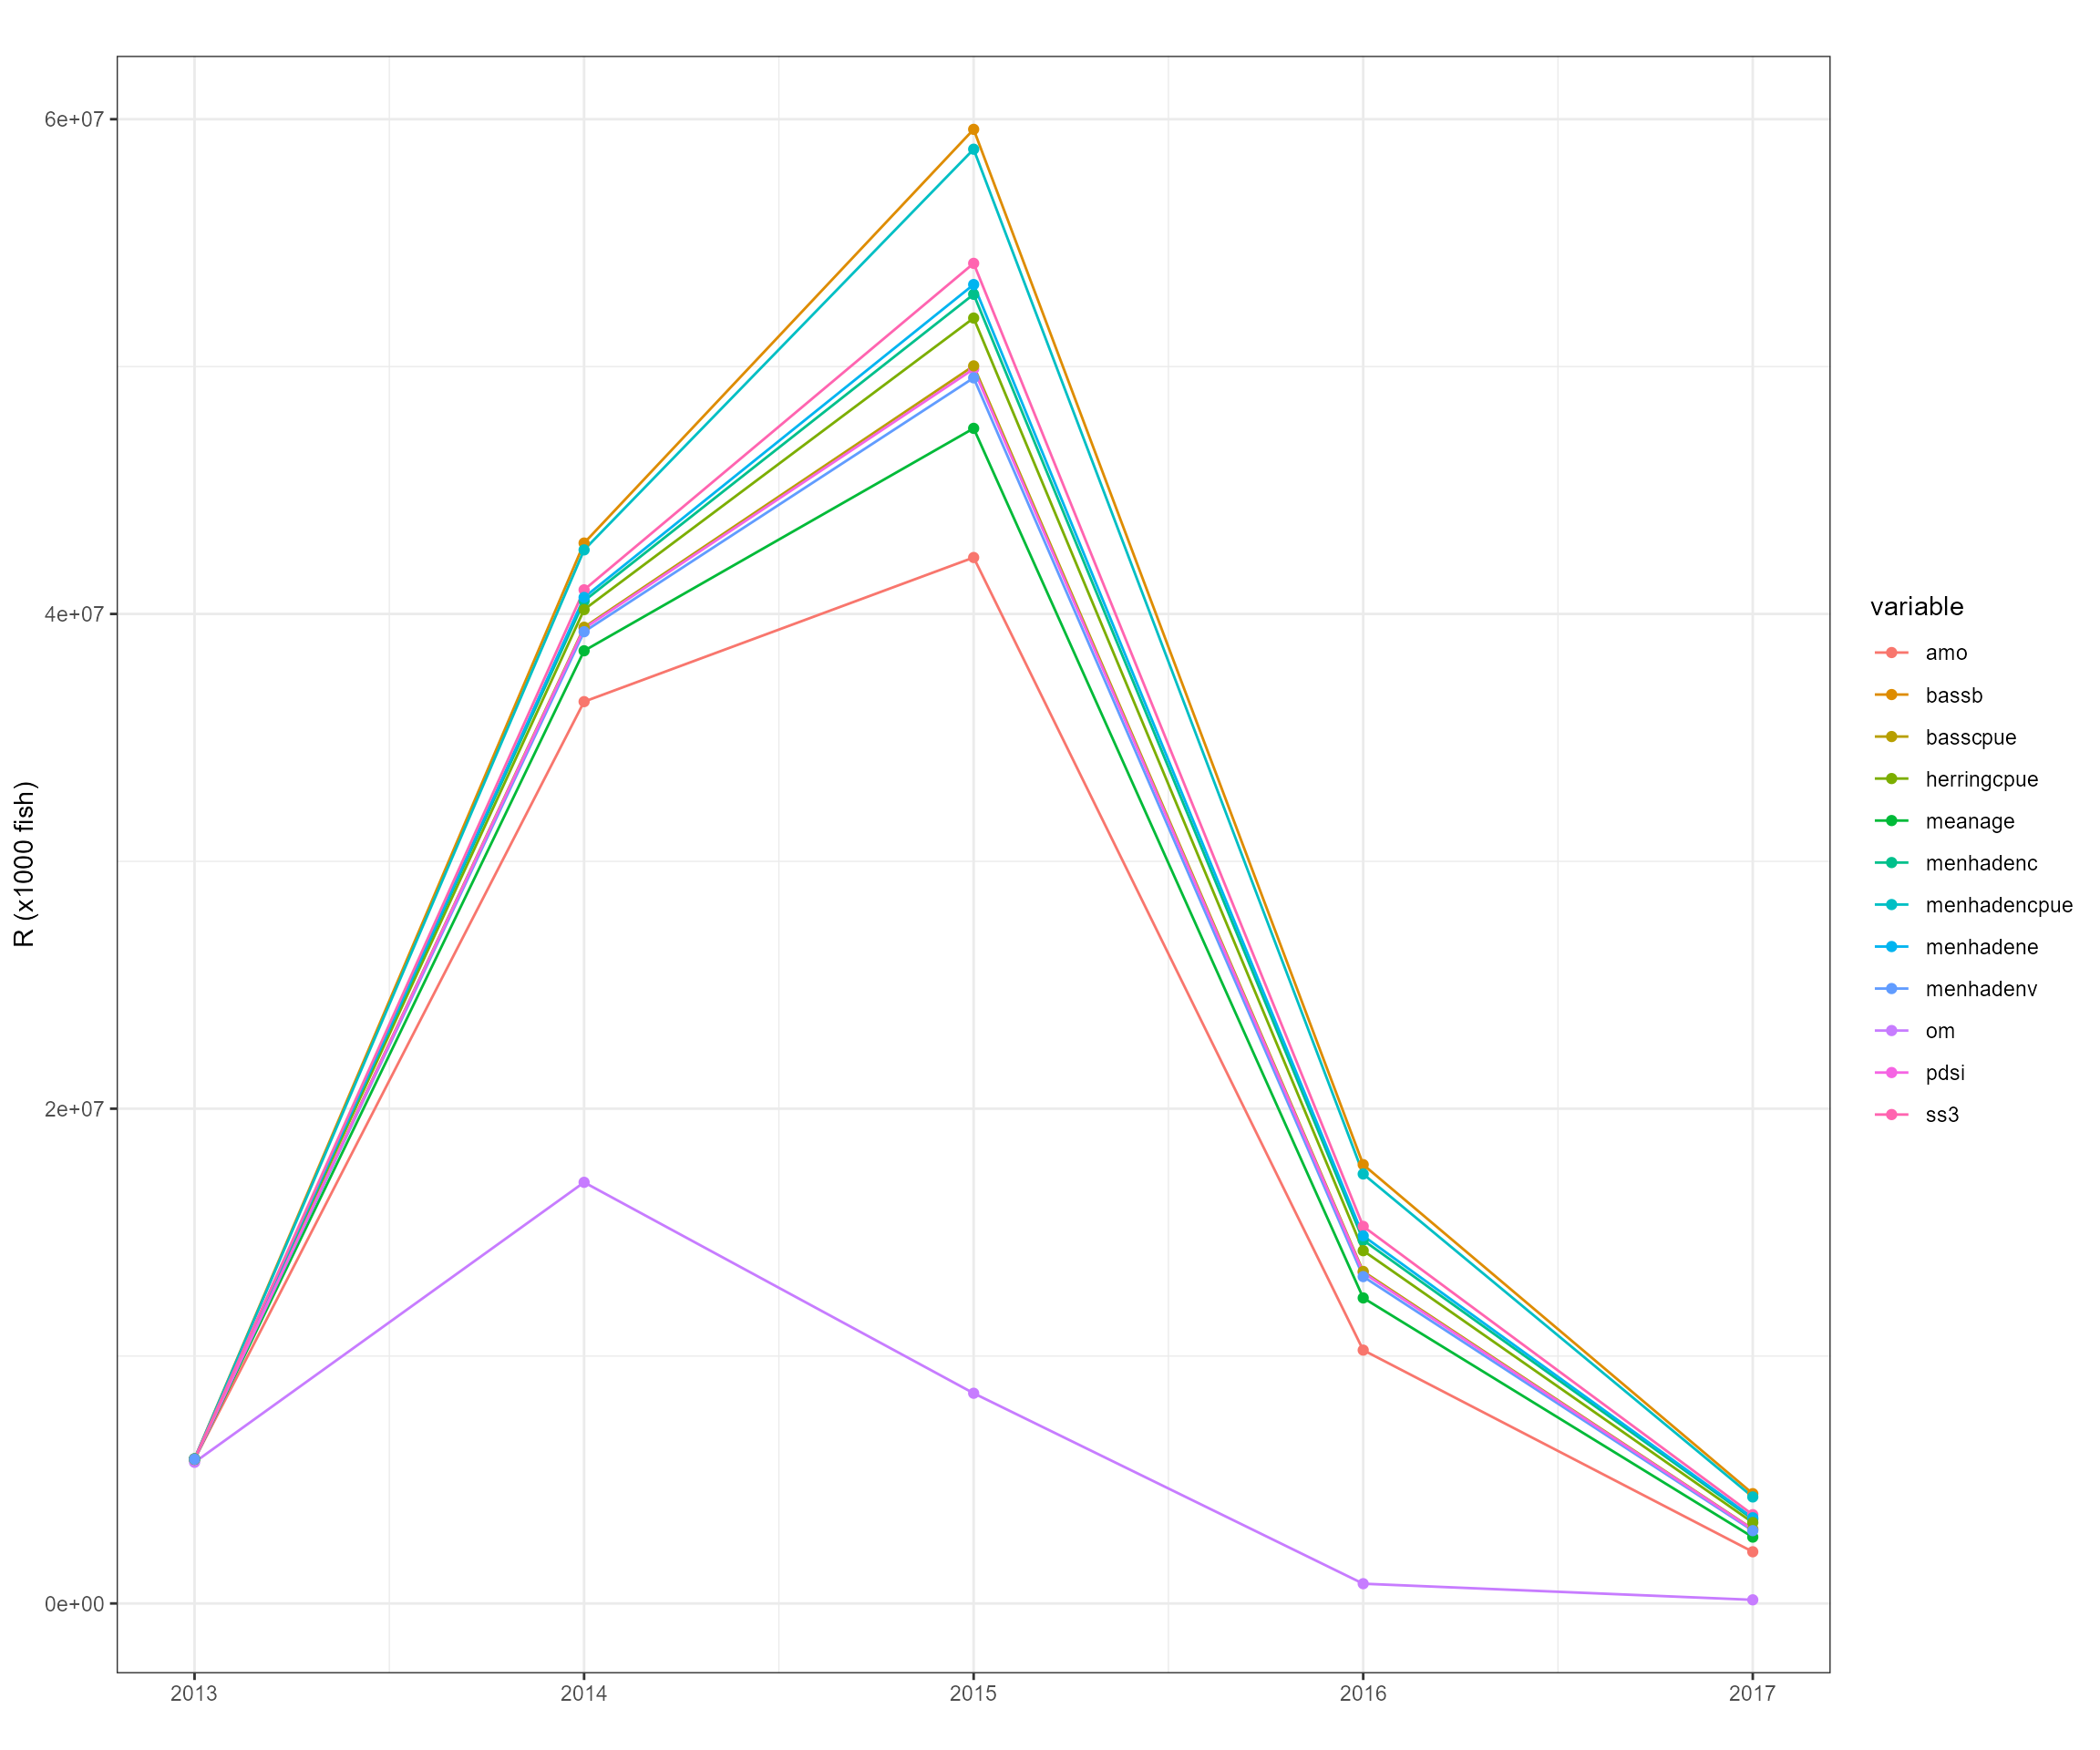 R (x1000 fish)
6e+07
4e+07
2e+07
0e+00
2013
2014
2015
2016
2017
variable
amo
bassb
basscpue
herringcpue
meanage
menhadenc
menhadencpue
menhadene
menhadenv
om
pdsi
ss3